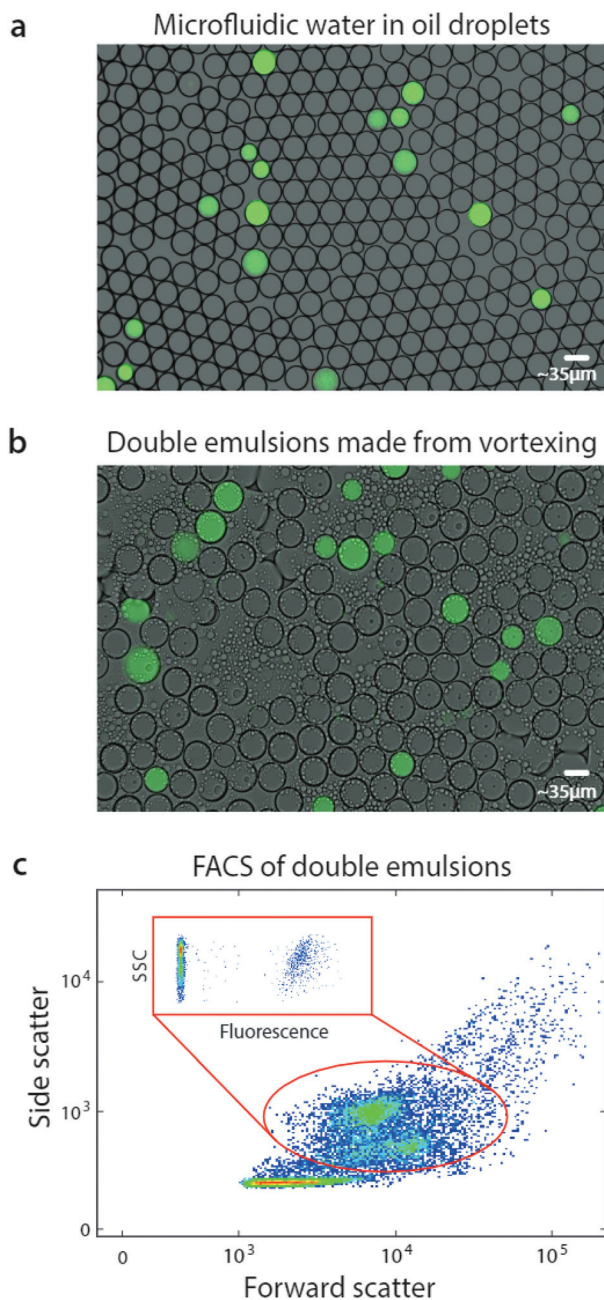 a
Microfluidic water in oil droplets
~35µm
b
Double emulsions made from vortexing
~35µm
c
FACS of double emulsions
SSC
Fluorescence
Side scatter
10⁴
10³
0
0
10³
10⁴
10⁵
Forward scatter